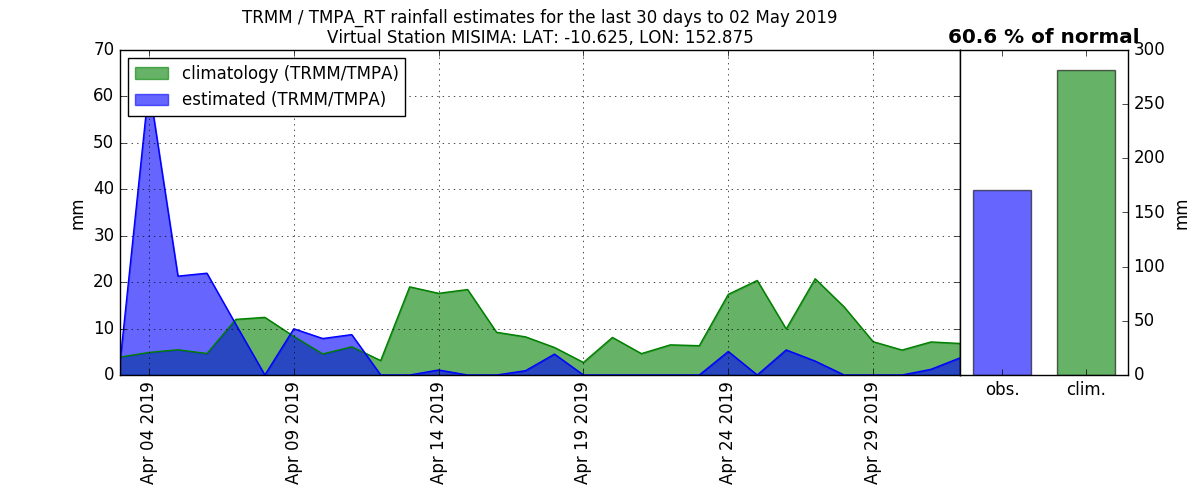 TRMM / TMPA_RT rainfall estimates for the last 30 days to 02 May 2019
Virtual Station MISIMA: LAT: -10.625, LON: 152.875
60.6 % of normal
climatology (TRMM/TMPA)
estimated (TRMM/TMPA)
70
60
50
40
30
20
10
0
mm
Apr 04 2019
Apr 09 2019
Apr 14 2019
Apr 19 2019
Apr 24 2019
Apr 29 2019
300
250
200
150
100
50
0
mm
obs.
clim.